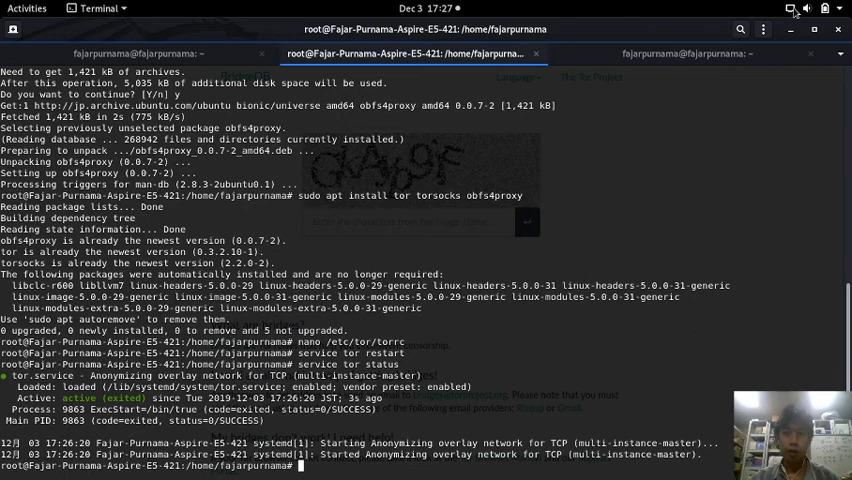 Activities
Terminal
Dec 3 17:27
root@Fajar-Purnama-Aspire-E5-421: /home/fajarpurnama
fajarpurnama@fajarpurnama: ~
root@Fajar-Purnama-Aspire-E5-421: /home/fajarpurna...
fajarpurnama@fajarpurnama: ~
Need to get 1,421 kB of archives.
After this operation, 5,035 kB of additional disk space will be used.
Do you want to continue? [Y/n] y
Get:1 http://jp.archive.ubuntu.com/ubuntu bionic/universe amd64 obfs4proxy amd64 0.0.7-2 [1,421 kB]
Fetched 1,421 kB in 2s (775 kB/s)
Selecting previously unselected package obfs4proxy.
(Reading database ... 268942 files and directories currently installed.)
Preparing to unpack .../obfs4proxy_0.0.7-2_amd64.deb ...
Unpacking obfs4proxy (0.0.7-2) ...
Setting up obfs4proxy (0.0.7-2) ...
Processing triggers for man-db (2.8.3-2ubuntu0.1) ...
root@Fajar-Purnama-Aspire-E5-421:/home/fajarpurnama# sudo apt install tor torsocks obfs4proxy
Reading package lists... Done
Building dependency tree
Reading state information... Done
obfs4proxy is already the newest version (0.0.7-2).
tor is already the newest version (0.3.2.10-1).
torsocks is already the newest version (2.2.0-2).
The following packages were automatically installed and are no longer required:
libclc-r600 libllvm7 linux-headers-5.0.0-29 linux-headers-5.0.0-29-generic linux-headers-5.0.0-31 linux-headers-5.0.0-31-generic
linux-image-5.0.0-29-generic linux-image-5.0.0-31-generic linux-modules-5.0.0-29-generic linux-modules-5.0.0-31-generic
linux-modules-extra-5.0.0-29-generic linux-modules-extra-5.0.0-31-generic
Use 'sudo apt autoremove' to remove them.
0 upgraded, 0 newly installed, 0 to remove and 5 not upgraded.
root@Fajar-Purnama-Aspire-E5-421:/home/fajarpurnama# nano /etc/tor/torrc
root@Fajar-Purnama-Aspire-E5-421:/home/fajarpurnama# service tor restart
root@Fajar-Purnama-Aspire-E5-421:/home/fajarpurnama# service tor status
● tor.service - Anonymizing overlay network for TCP (multi-instance-master)
Loaded: loaded (/lib/systemd/system/tor.service; enabled; vendor preset: enabled)
Active: active (exited) since Tue 2019-12-03 17:26:20 JST; 3s ago
Process: 9863 ExecStart=/bin/true (code=exited, status=0/SUCCESS)
Main PID: 9863 (code=exited, status=0/SUCCESS)
12月 03 17:26:20 Fajar-Purnama-Aspire-E5-421 systemd[1]: Starting Anonymizing overlay network for TCP (multi-instance-master)...
12月 03 17:26:20 Fajar-Purnama-Aspire-E5-421 systemd[1]: Started Anonymizing overlay network for TCP (multi-instance-master).
root@Fajar-Purnama-Aspire-E5-421:/home/fajarpurnama#
BridgeDB
Language
The Tor Project
Enter the characters from the image above...